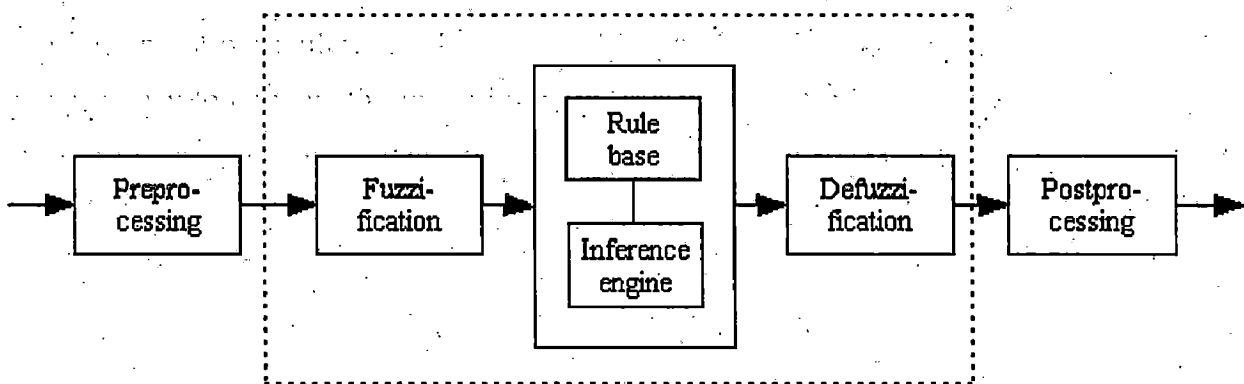 Prepro-
cessing
Fuzzi-
fication
Rule
base
Inference
engine
Defuzzi-
fication
Postpro-
cessing